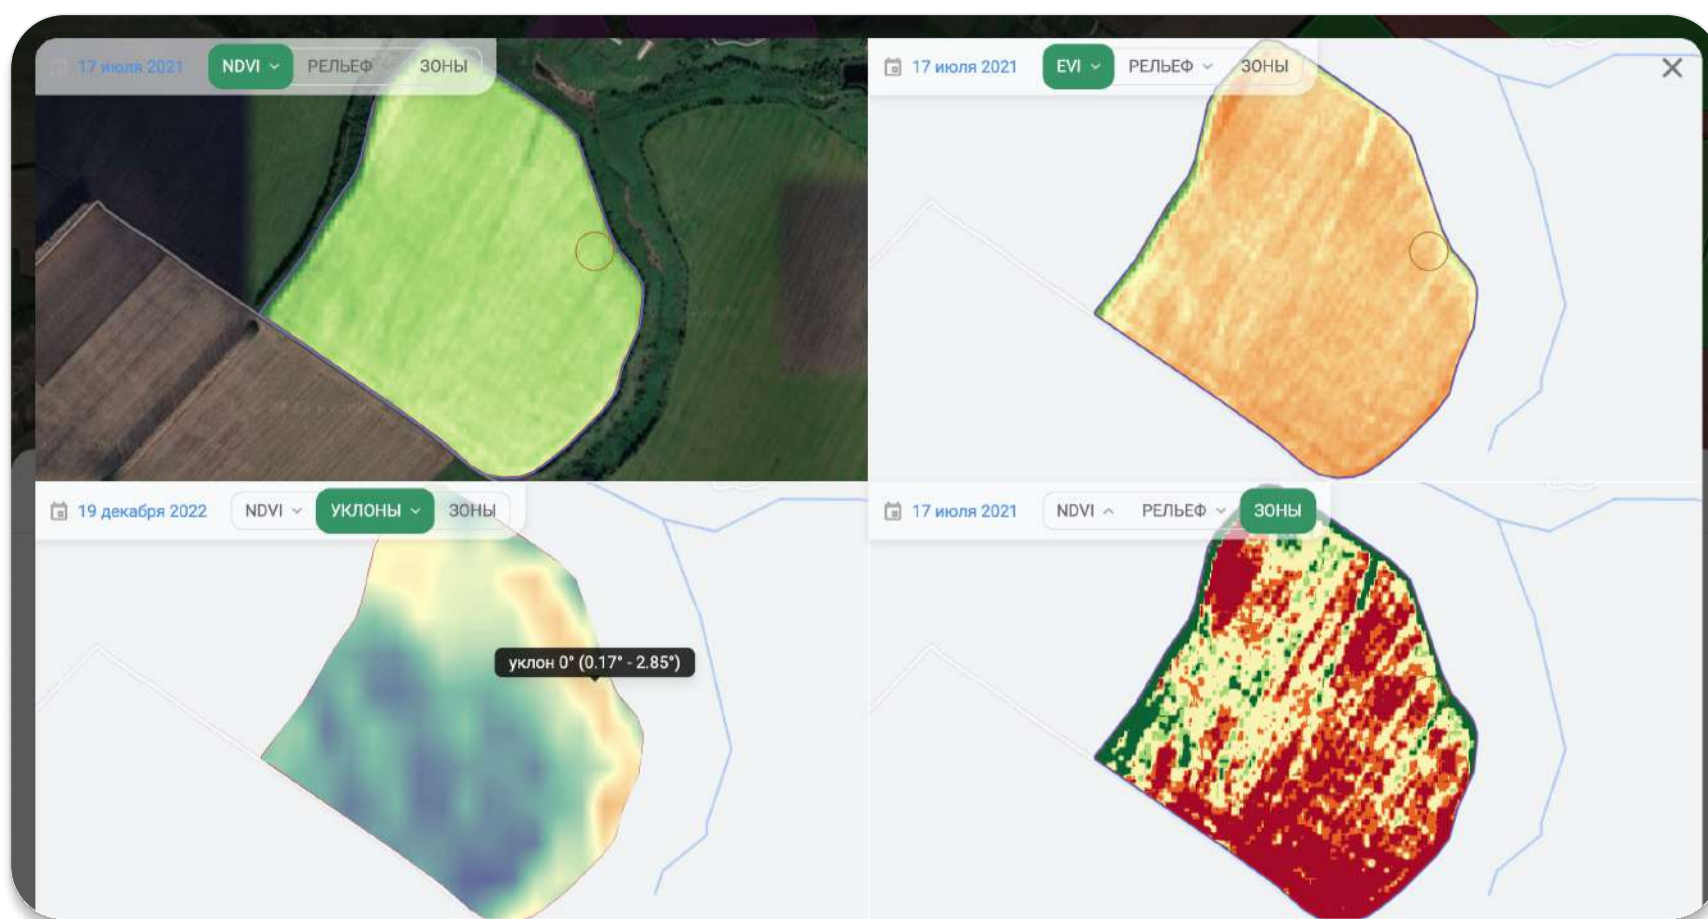 17 июля 2021 NDVI РЕЛЬЕФ ЗОНЫ
17 июля 2021 EVI РЕЛЬЕФ ЗОНЫ
19 декабря 2022 NDVI УКЛОНЫ ЗОНЫ
уклон 0° (0.17° - 2.85°)
17 июля 2021 NDVI РЕЛЬЕФ ЗОНЫ